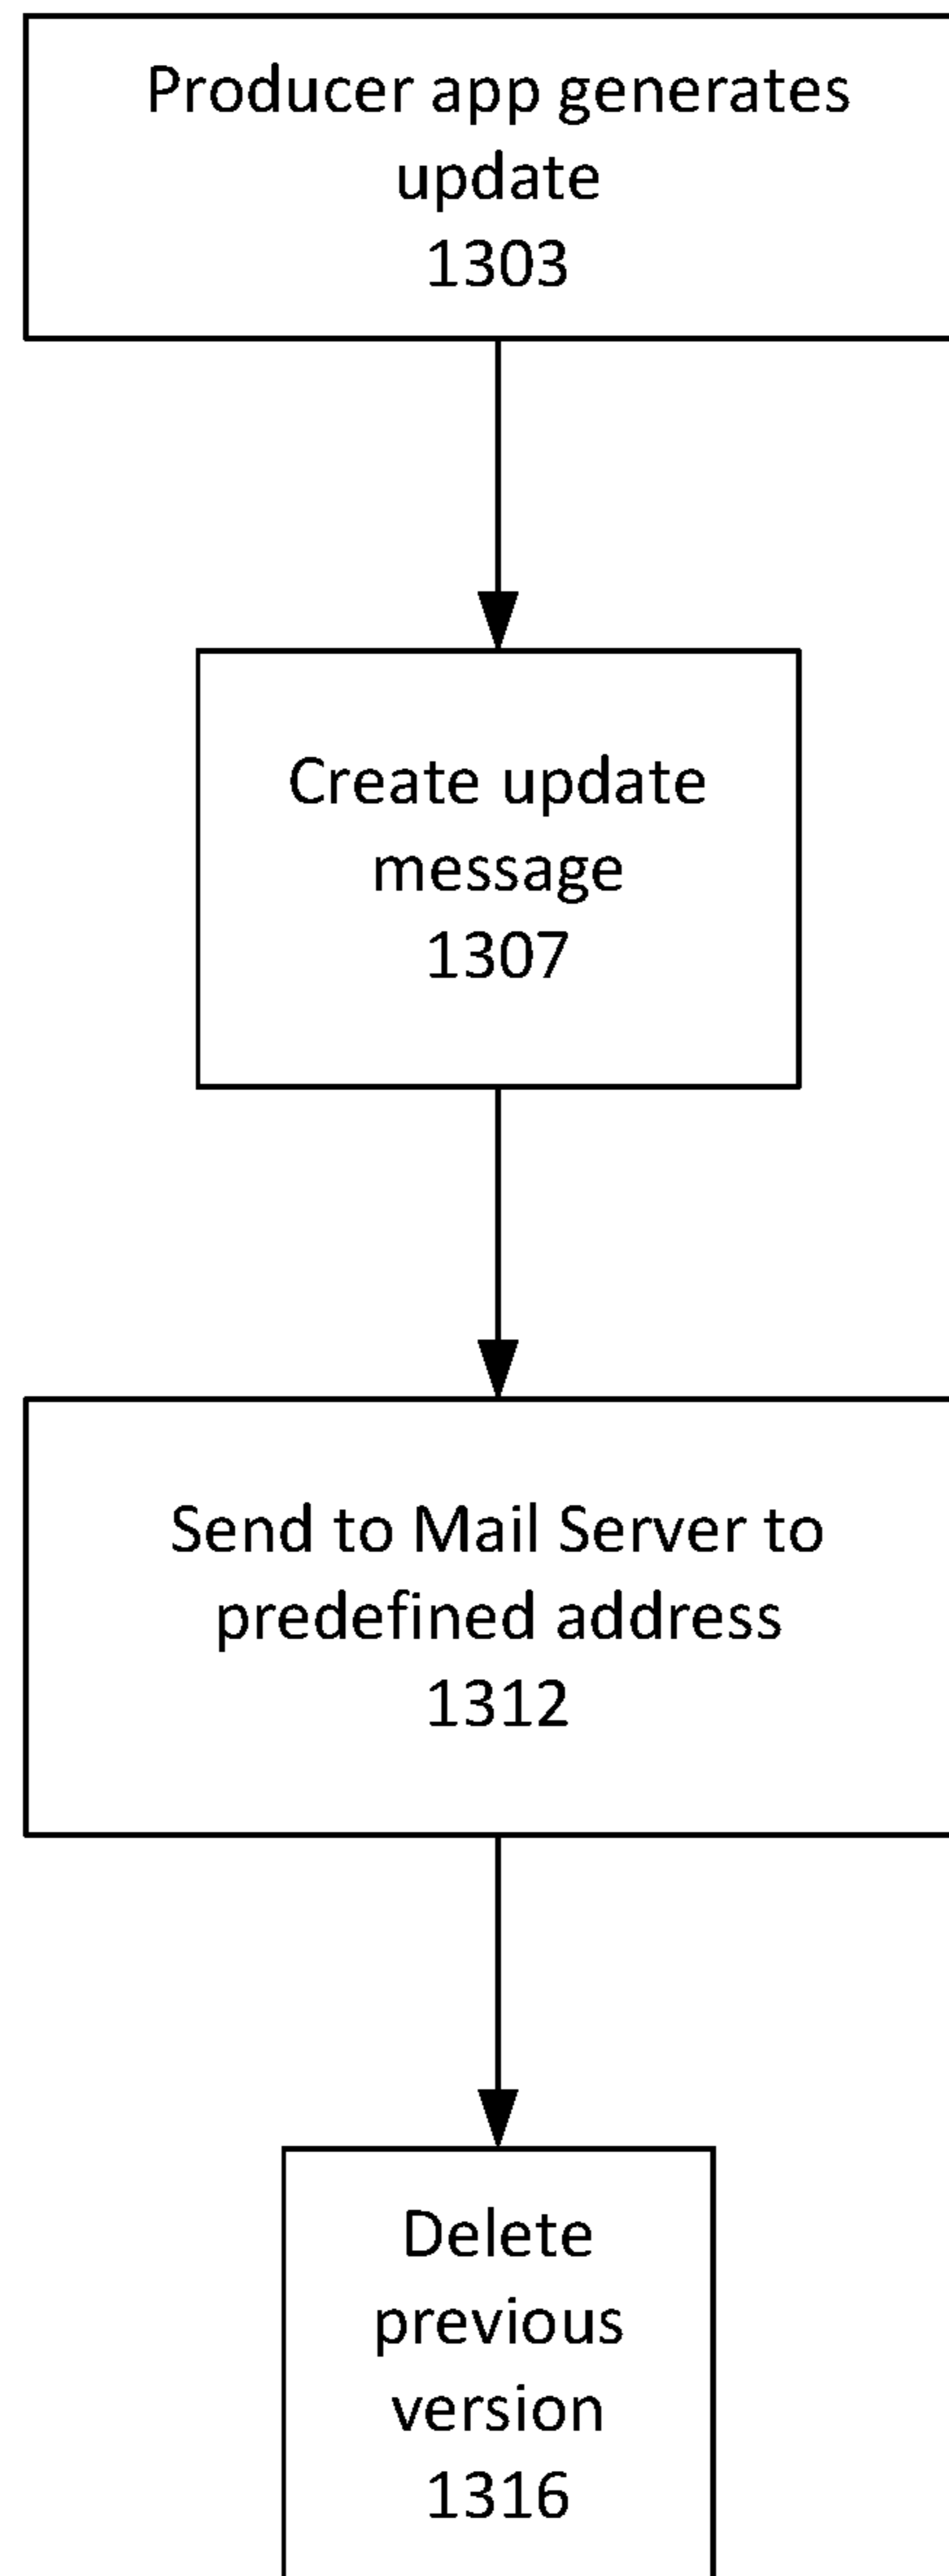 Producer app generates
update
1303
Create update
message
1307
Send to Mail Server to
predefined address
1312
Delete
previous
version
1316